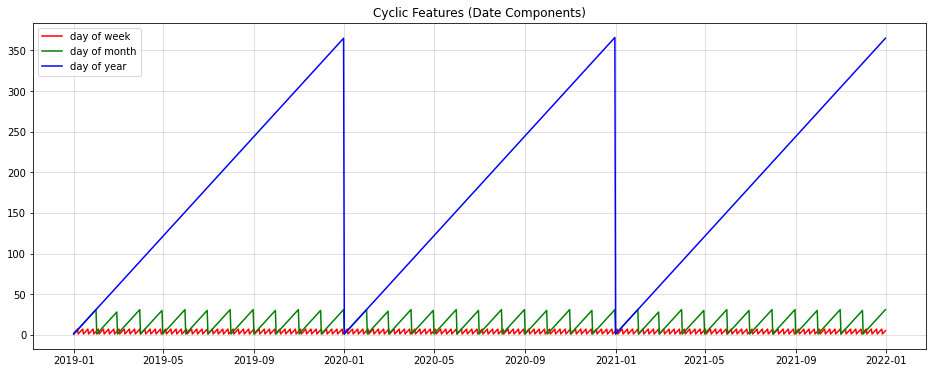 Cyclic Features (Date Components)
day of week
day of month
day of year
350
300
250
200
150
100
50
0
2019-01 2019-05 2019-09 2020-01 2020-05 2020-09 2021-01 2021-05 2021-09 2022-01